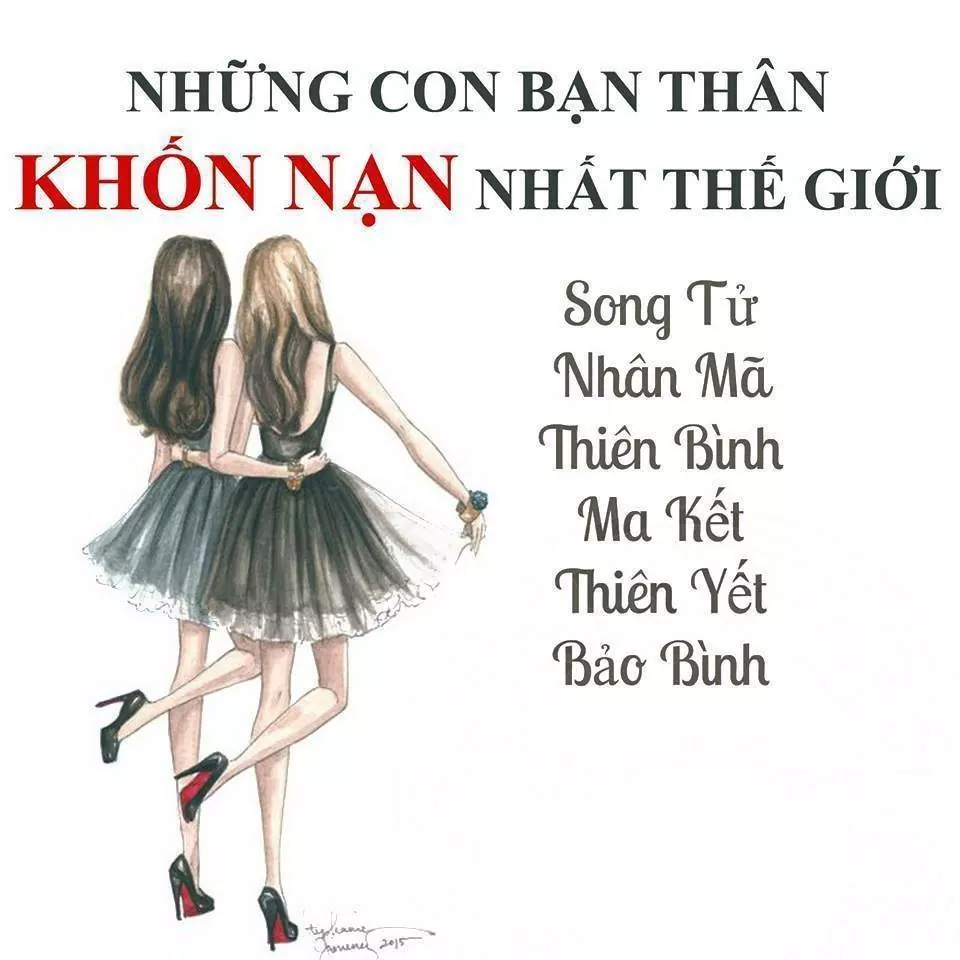 NHỮNG CON BẠN THÂN
KHỐN NẠN NHẤT THẾ GIỚI
Song Tử
Nhân Mã
Thiên Bình
Ma Kết
Thiên Yết
Bảo Bình
2015